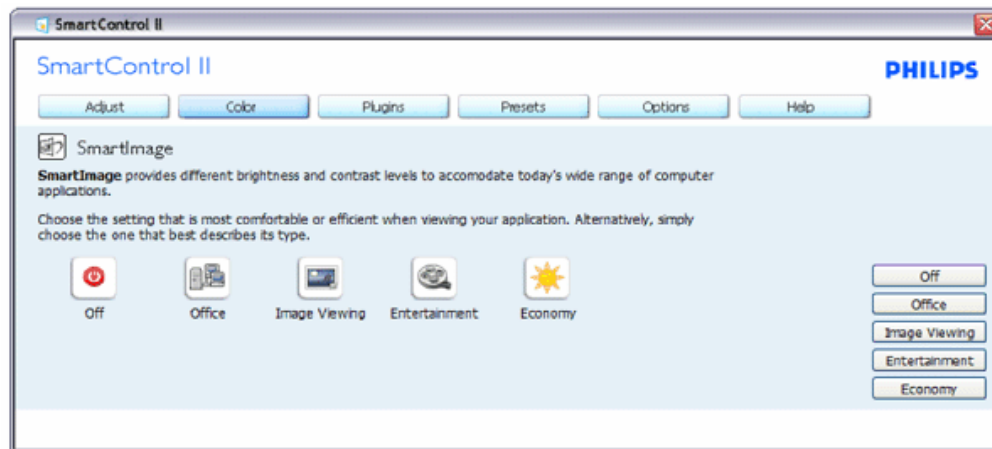 SmartControl II
SmartControl II
PHILIPS
Adjust Color Plugins Presets Options Help
SmartImage
SmartImage provides different brightness and contrast levels to accomodate today's wide range of computer
applications.
Choose the setting that is most comfortable or efficient when viewing your application. Alternatively, simply
choose the one that best describes its type.
Off Office Image Viewing Entertainment Economy
Off
Office
Image Viewing
Entertainment
Economy